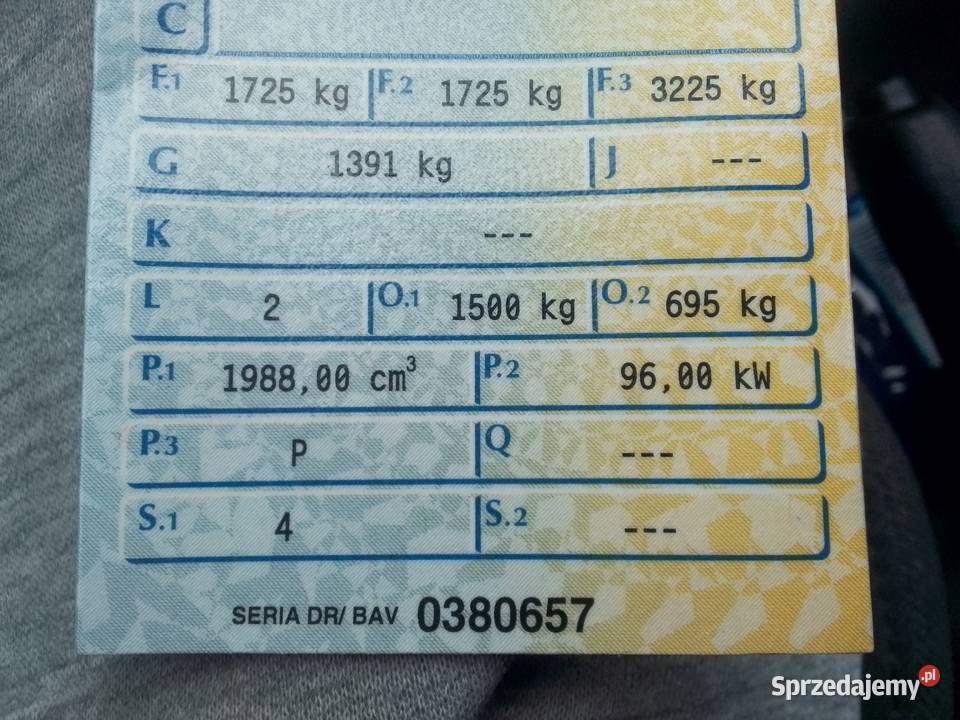 C
F.1 1725 kg F.2 1725 kg F.3 3225 kg
G 1391 kg J ---
K ---
L 2 O.1 1500 kg O.2 695 kg
P.1 1988,00 cm³ P.2 96,00 kW
P.3 P Q ---
S.1 4 S.2 ---
SERIA DR/ BAV 0380657
Sprzedajemy.pl